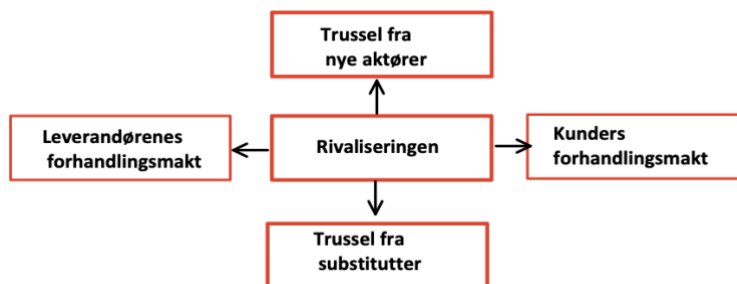 Trussel fra
nye aktører
Leverandørenes
forhandlingsmakt
Rivaliseringen
Kunders
forhandlingsmakt
Trussel fra
substitutter